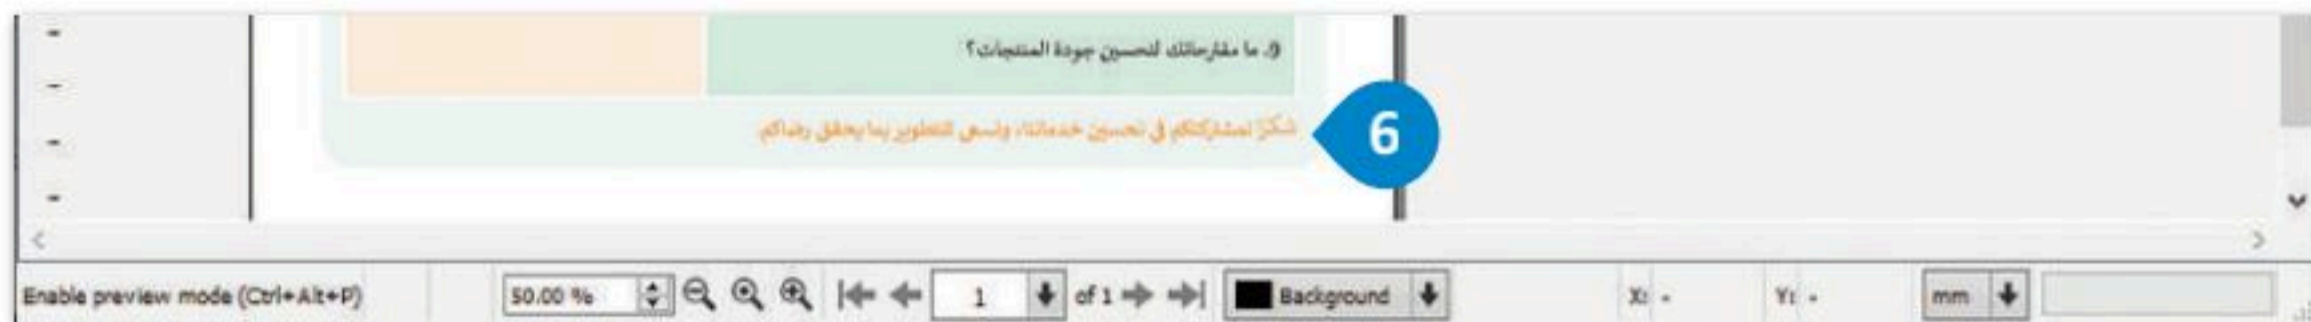 9. ما مقترحاتك لتحسين جودة المنتجات؟
شكرًا لمشاركتكم في تحسين خدماتنا، ونسعى للتطوير بما يحقق رضاكم.
6
Enable preview mode (Ctrl+Alt+P) 50.00 % 1 of 1 Background X: - Y: - mm